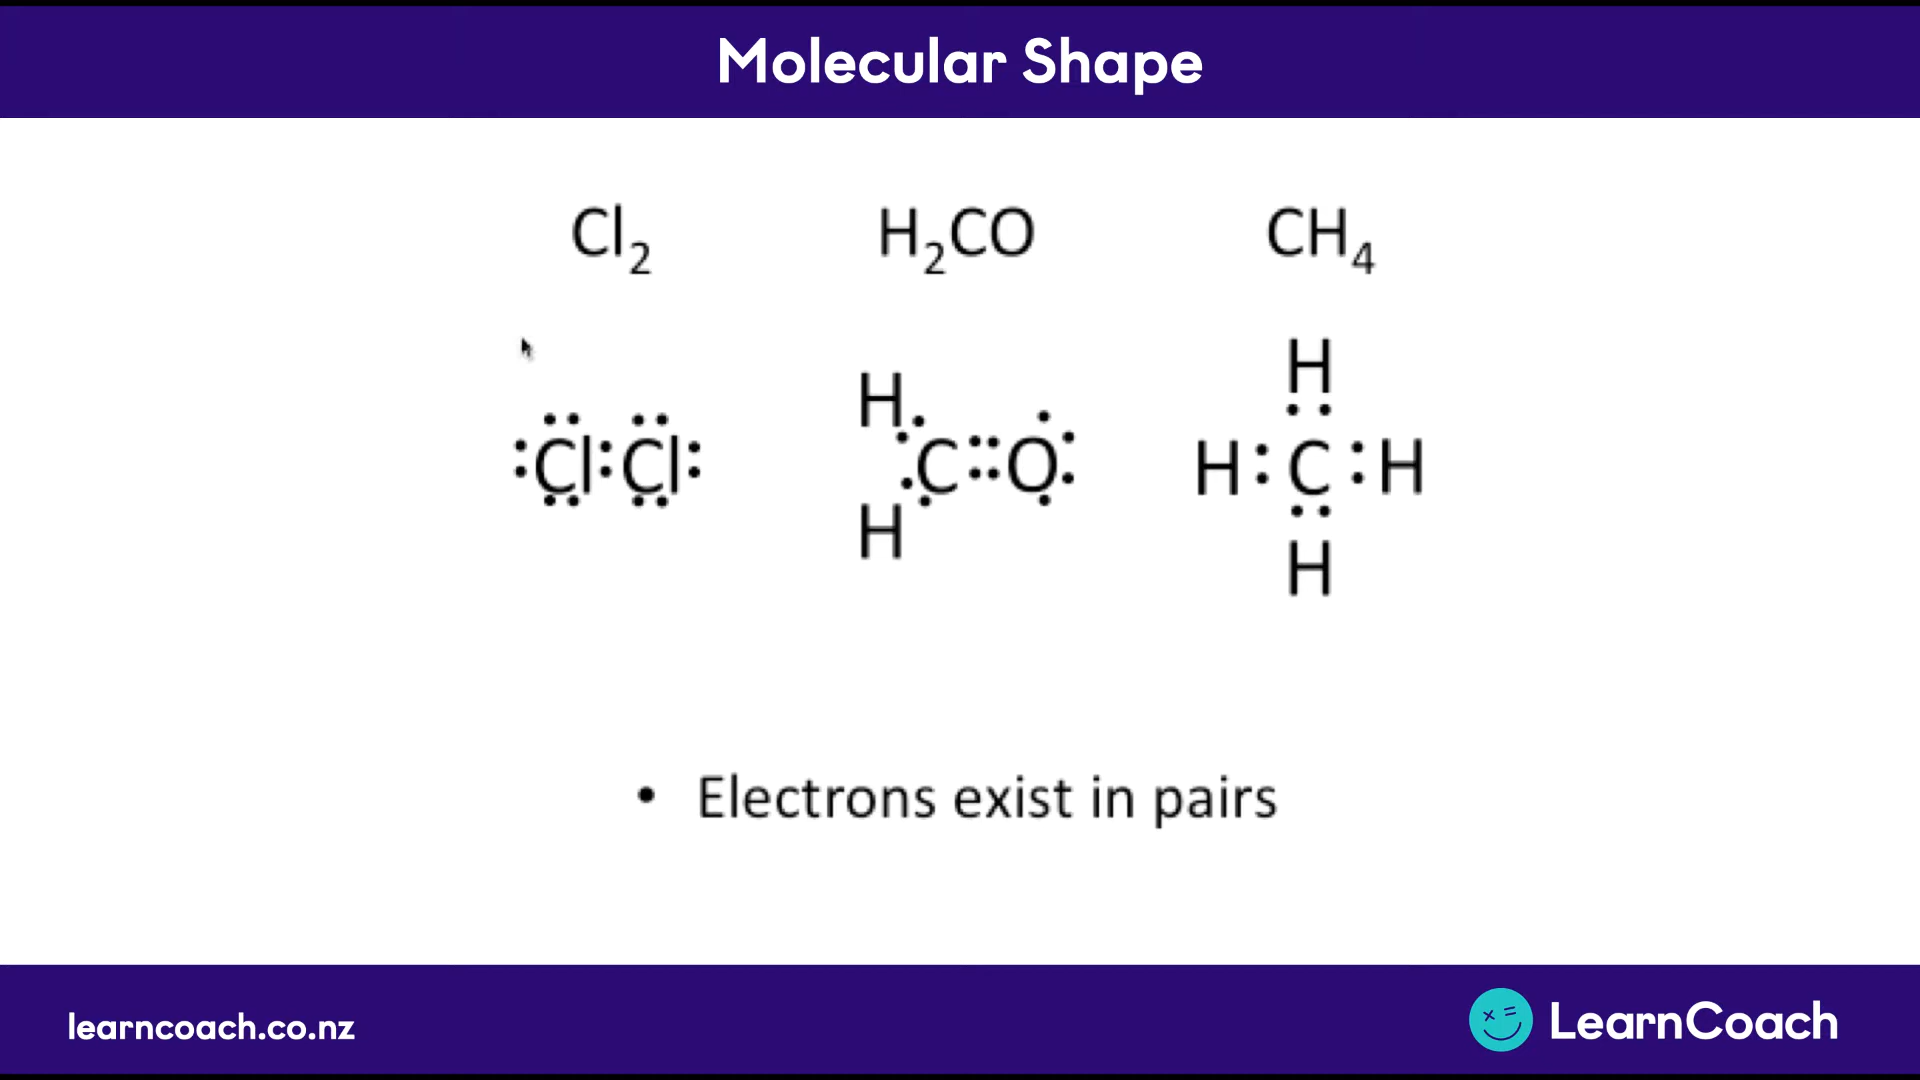 Molecular Shape
Cl₂ H₂CO CH₄
H
H
Cl Cl C O H C H
H
H
• Electrons exist in pairs
learncoach.co.nz
LearnCoach